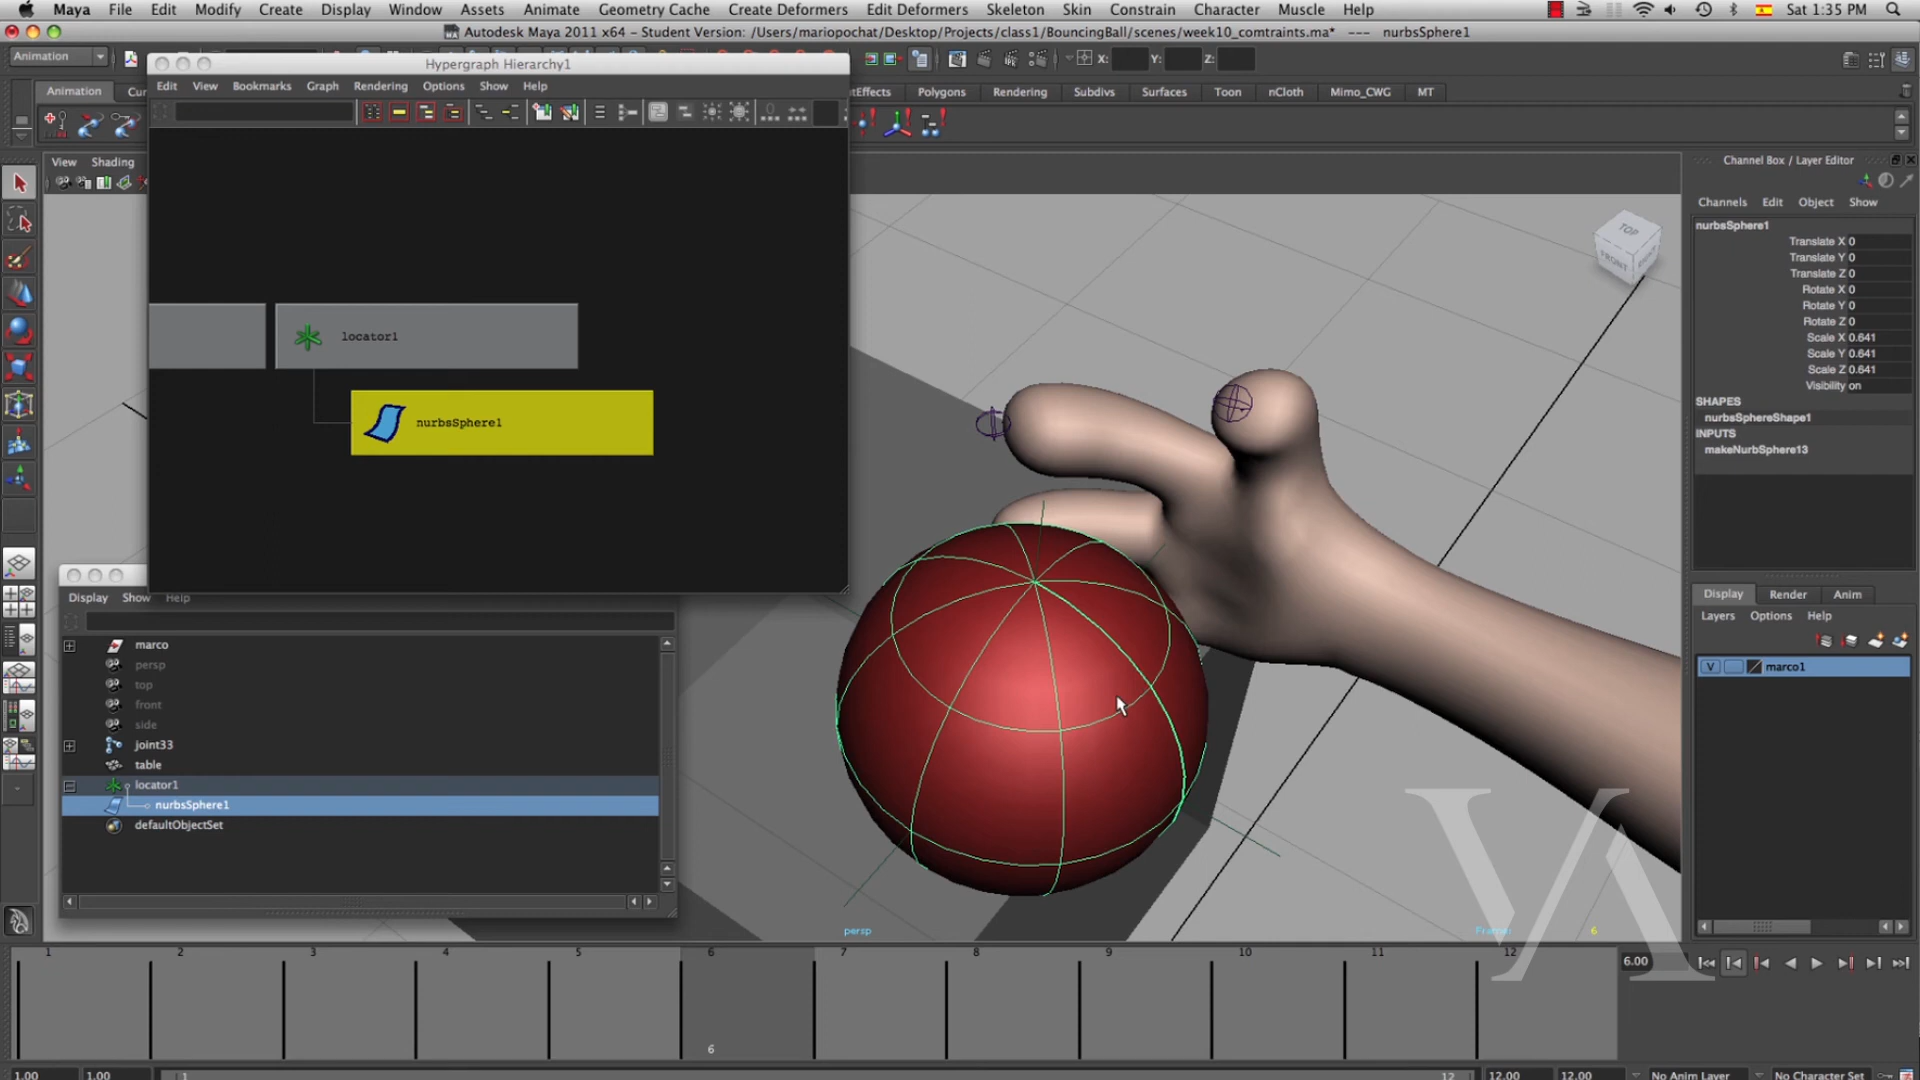 Maya File Edit Modify Create Display Window Assets Animate Geometry Cache Create Deformers Edit Deformers Skeleton Skin Constrain Character Muscle Help Sat 1:35 PM
Autodesk Maya 2011 x64 - Student Version: /Users/mariopochat/Desktop/Projects/class1/BouncingBall/scenes/week10_comtraints.ma* --- nurbsSphere1
Animation
X: Y: Z:
Hypergraph Hierarchy1
Edit View Bookmarks Graph Rendering Options Show Help
Animation Cu
Polygons Rendering Subdivs Surfaces Toon nCloth Mimo_CWG MT
View Shading
locator1
nurbsSphere1
Display Show Help
marco
persp
top
front
side
joint33
table
locator1
nurbsSphere1
defaultObjectSet
TOP
FRONT
persp
6
Channel Box / Layer Editor
Channels Edit Object Show
nurbsSphere1
Translate X 0
Translate Y 0
Translate Z 0
Rotate X 0
Rotate Y 0
Rotate Z 0
Scale X 0.641
Scale Y 0.641
Scale Z 0.641
Visibility on
SHAPES
nurbsSphereShape1
INPUTS
makeNurbSphere13
Display Render Anim
Layers Options Help
V marco1
VA
1 2 3 4 5 6 7 8 9 10 11 12
6
6.00
1.00 1.00 1 12 12.00 12.00 No Anim Layer No Character Set